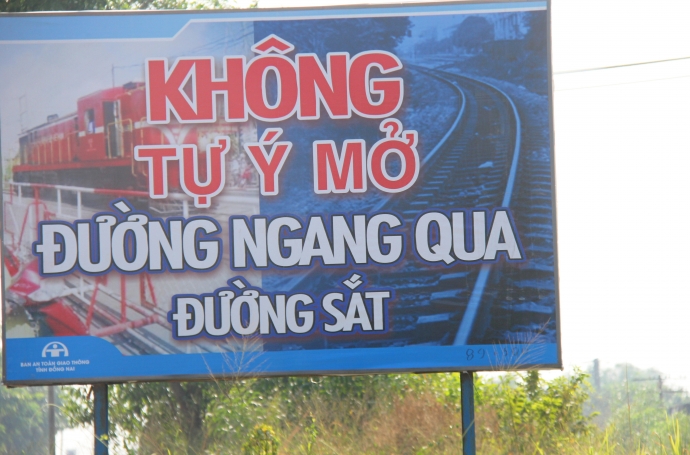 KHÔNG
TỰ Ý MỞ
ĐƯỜNG NGANG QUA
ĐƯỜNG SẮT
BAN AN TOÀN GIAO THÔNG
TỈNH ĐỒNG NAI